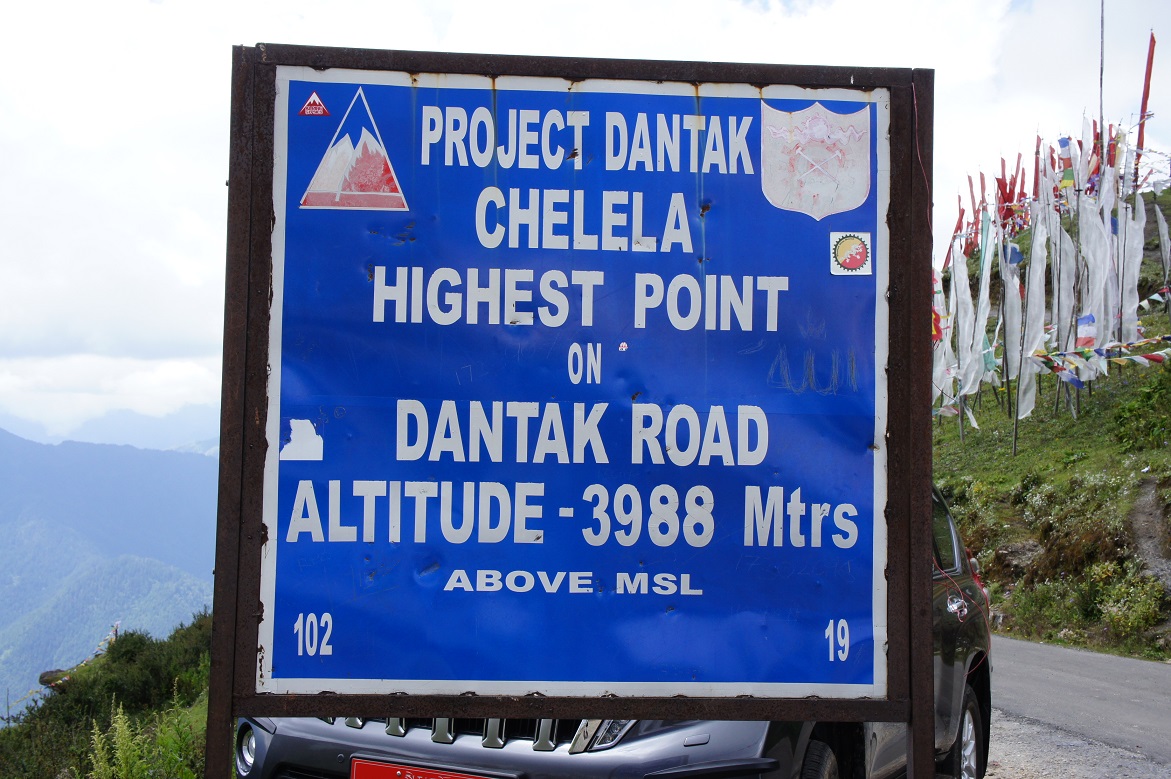 PROJECT DANTAK
CHELELA
HIGHEST POINT
ON
DANTAK ROAD
ALTITUDE - 3988 Mtrs
ABOVE MSL
102
19